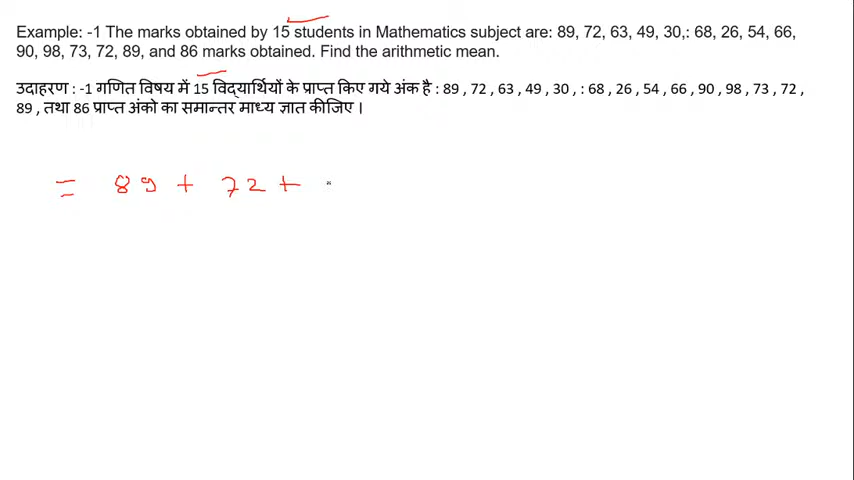 Example: -1 The marks obtained by 15 students in Mathematics subject are: 89, 72, 63, 49, 30,: 68, 26, 54, 66,
90, 98, 73, 72, 89, and 86 marks obtained. Find the arithmetic mean.
उदाहरण : -1 गणित विषय में 15 विद्यार्थियों के प्राप्त किए गये अंक है : 89 , 72 , 63 , 49 , 30 , : 68 , 26 , 54 , 66 , 90 , 98 , 73 , 72 ,
89 , तथा 86 प्राप्त अंको का समान्तर माध्य ज्ञात कीजिए ।
= 89 + 72 +